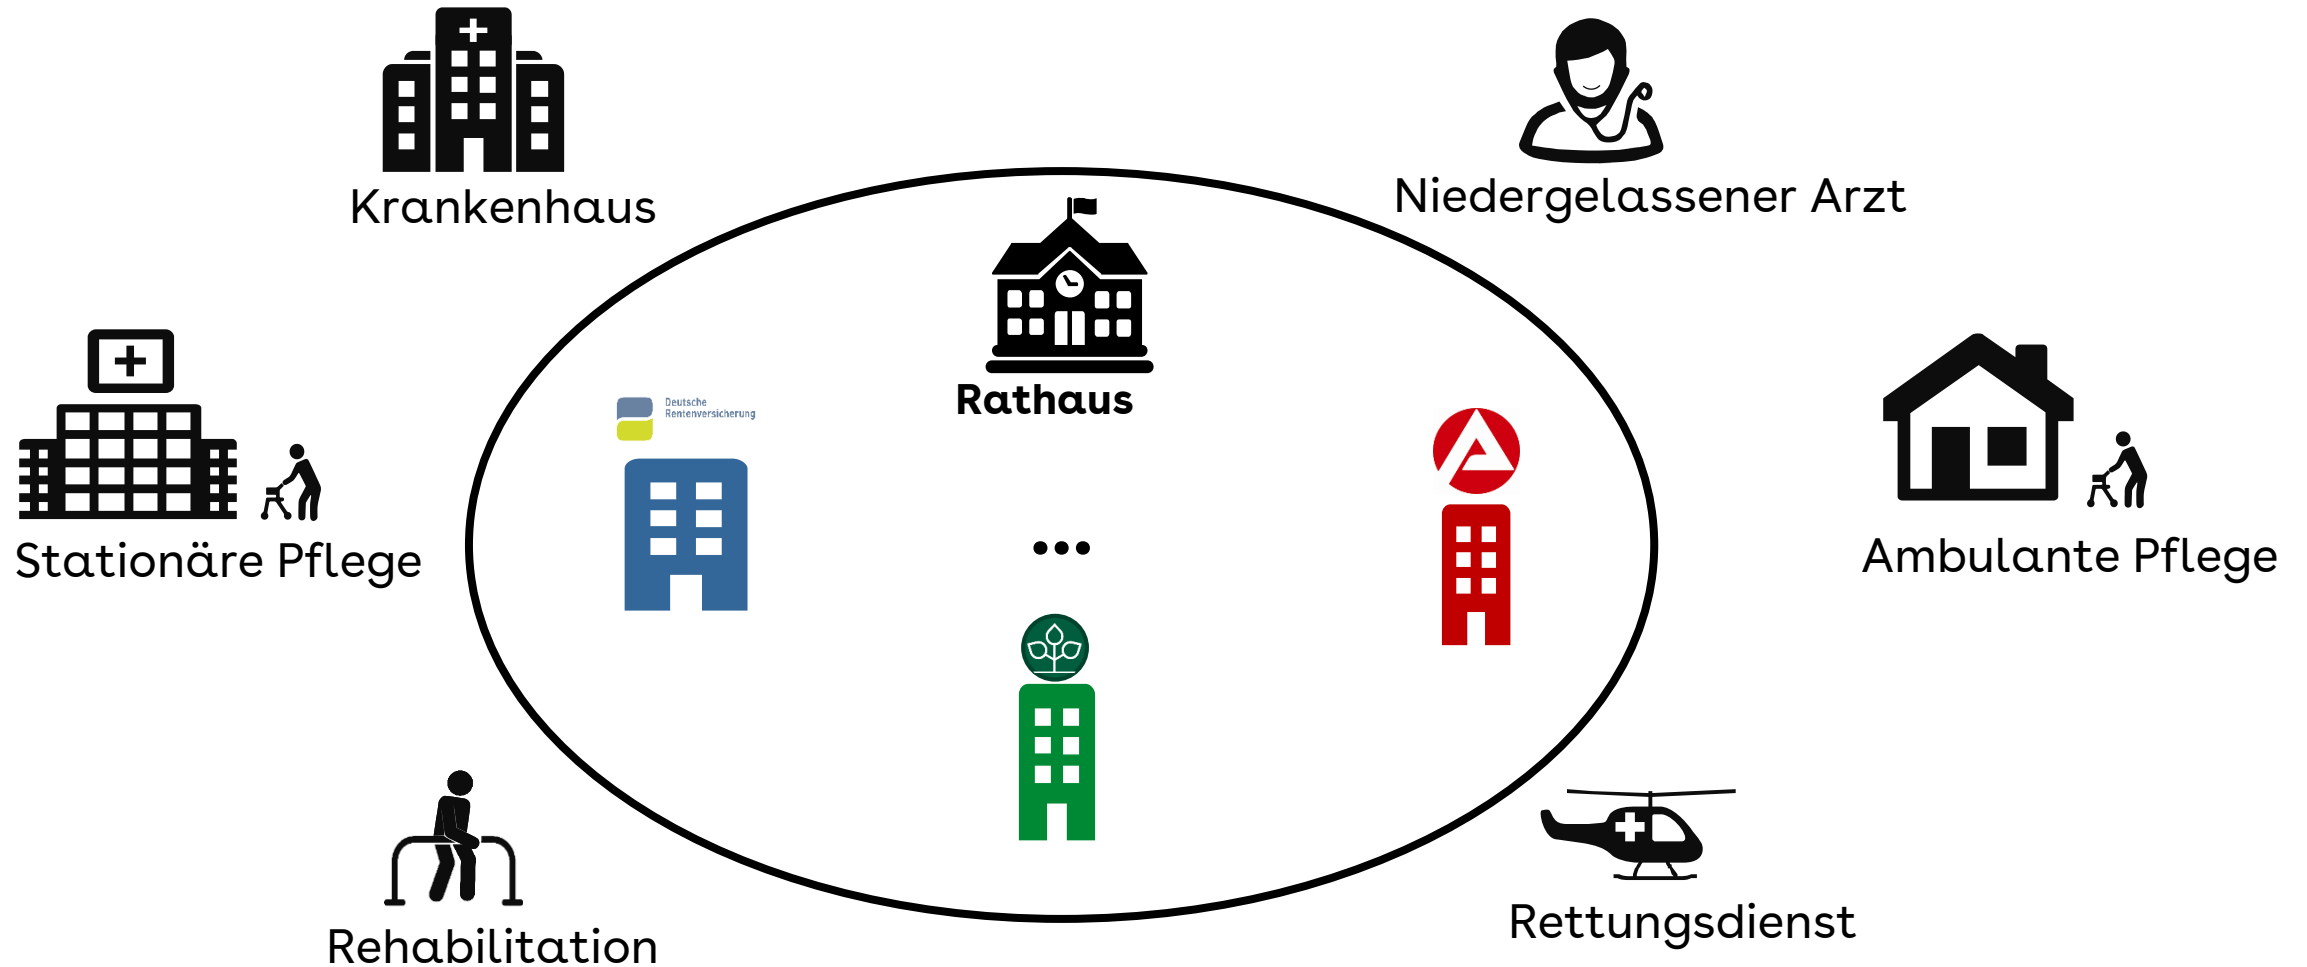 Krankenhaus
Niedergelassener Arzt
Rathaus
Deutsche
Rentenversicherung
Stationäre Pflege
...
Ambulante Pflege
Rehabilitation
Rettungsdienst